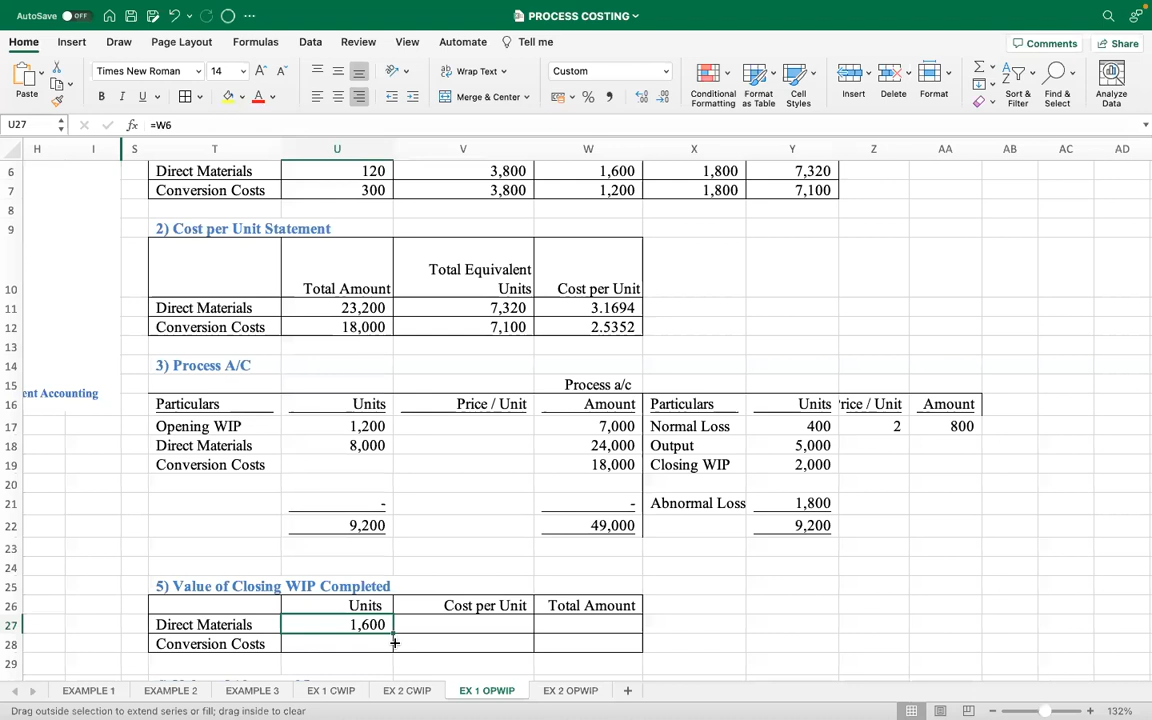 AutoSave OFF PROCESS COSTING
Home Insert Draw Page Layout Formulas Data Review View Automate Tell me Comments Share
Paste Times New Roman 14 A A Wrap Text Custom Conditional Formatting Format as Table Cell Styles Insert Delete Format Sort & Filter Find & Select Analyze Data
B I U A Merge & Center %
U27 fx =W6
H I S T U V W X Y Z AA AB AC AD
6 Direct Materials 120 3,800 1,600 1,800 7,320
7 Conversion Costs 300 3,800 1,200 1,800 7,100
8
9 2) Cost per Unit Statement
10 Total Amount Total Equivalent Units Cost per Unit
11 Direct Materials 23,200 7,320 3.1694
12 Conversion Costs 18,000 7,100 2.5352
13
14 3) Process A/C
15 Process a/c
ent Accounting
16 Particulars Units Price / Unit Amount Particulars Units rice / Unit Amount
17 Opening WIP 1,200 7,000 Normal Loss 400 2 800
18 Direct Materials 8,000 24,000 Output 5,000
19 Conversion Costs 18,000 Closing WIP 2,000
20
21 - - Abnormal Loss 1,800
22 9,200 49,000 9,200
23
24
25 5) Value of Closing WIP Completed
26 Units Cost per Unit Total Amount
27 Direct Materials 1,600
28 Conversion Costs
29
EXAMPLE 1 EXAMPLE 2 EXAMPLE 3 EX 1 CWIP EX 2 CWIP EX 1 OPWIP EX 2 OPWIP +
Drag outside selection to extend series or fill; drag inside to clear 132%